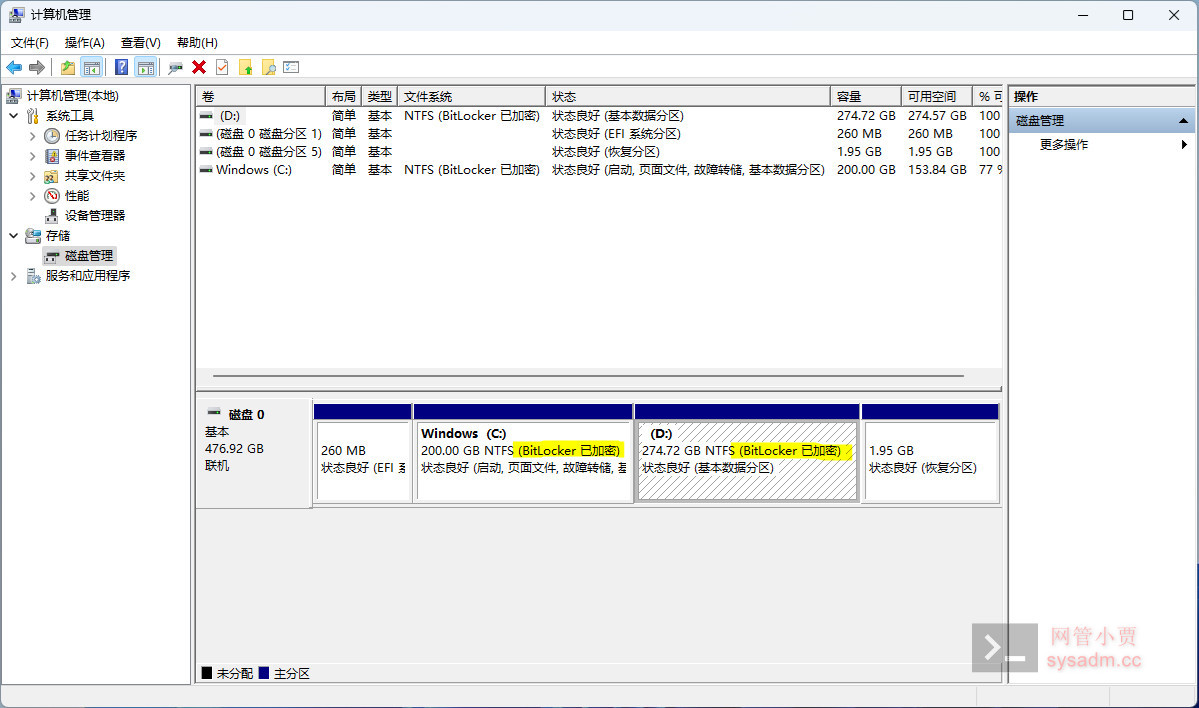 计算机管理
文件(F) 操作(A) 查看(V) 帮助(H)
计算机管理(本地)
系统工具
任务计划程序
事件查看器
共享文件夹
性能
设备管理器
存储
磁盘管理
服务和应用程序
卷 布局 类型 文件系统 状态 容量 可用空间 % 可
(D:) 简单 基本 NTFS (BitLocker 已加密) 状态良好 (基本数据分区) 274.72 GB 274.57 GB 100
(磁盘 0 磁盘分区 1) 简单 基本 状态良好 (EFI 系统分区) 260 MB 260 MB 100
(磁盘 0 磁盘分区 5) 简单 基本 状态良好 (恢复分区) 1.95 GB 1.95 GB 100
Windows (C:) 简单 基本 NTFS (BitLocker 已加密) 状态良好 (启动, 页面文件, 故障转储, 基本数据分区) 200.00 GB 153.84 GB 77 %
磁盘 0
基本
476.92 GB
联机
260 MB
状态良好 (EFI 系
Windows (C:)
200.00 GB NTFS (BitLocker 已加密)
状态良好 (启动, 页面文件, 故障转储, 基
(D:)
274.72 GB NTFS (BitLocker 已加密)
状态良好 (基本数据分区)
1.95 GB
状态良好 (恢复分区)
未分配 主分区
操作
磁盘管理
更多操作
网管小贾
sysadm.cc